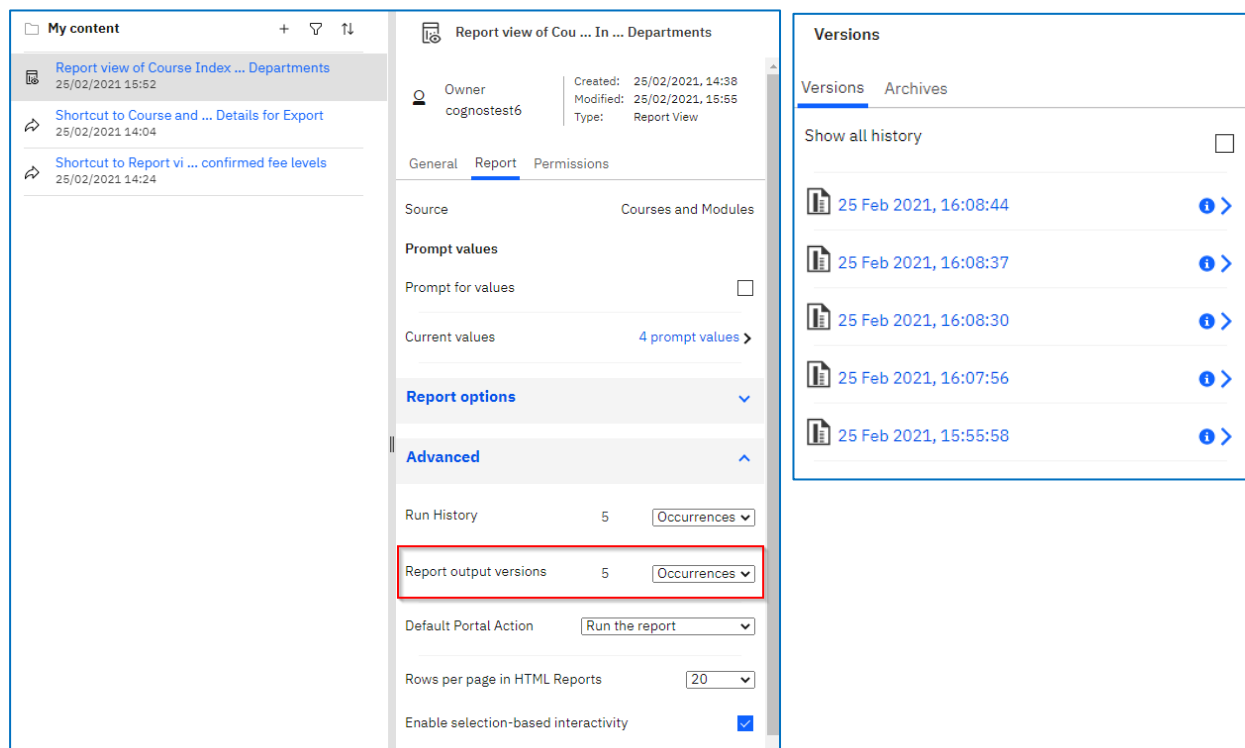 My content
Report view of Course Index ... Departments
25/02/2021 15:52
Shortcut to Course and ... Details for Export
25/02/2021 14:04
Shortcut to Report vi ... confirmed fee levels
25/02/2021 14:24
Report view of Cou ... In ... Departments
Owner
cognostest6
Created: 25/02/2021, 14:38
Modified: 25/02/2021, 15:55
Type: Report View
General Report Permissions
Source Courses and Modules
Prompt values
Prompt for values
Current values 4 prompt values
Report options
Advanced
Run History 5 Occurrences
Report output versions 5 Occurrences
Default Portal Action Run the report
Rows per page in HTML Reports 20
Enable selection-based interactivity
Versions
Versions Archives
Show all history
25 Feb 2021, 16:08:44
25 Feb 2021, 16:08:37
25 Feb 2021, 16:08:30
25 Feb 2021, 16:07:56
25 Feb 2021, 15:55:58